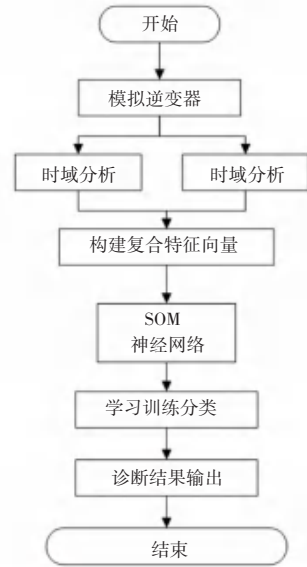 开始
模拟逆变器
时域分析
时域分析
构建复合特征向量
SOM
神经网络
学习训练分类
诊断结果输出
结束